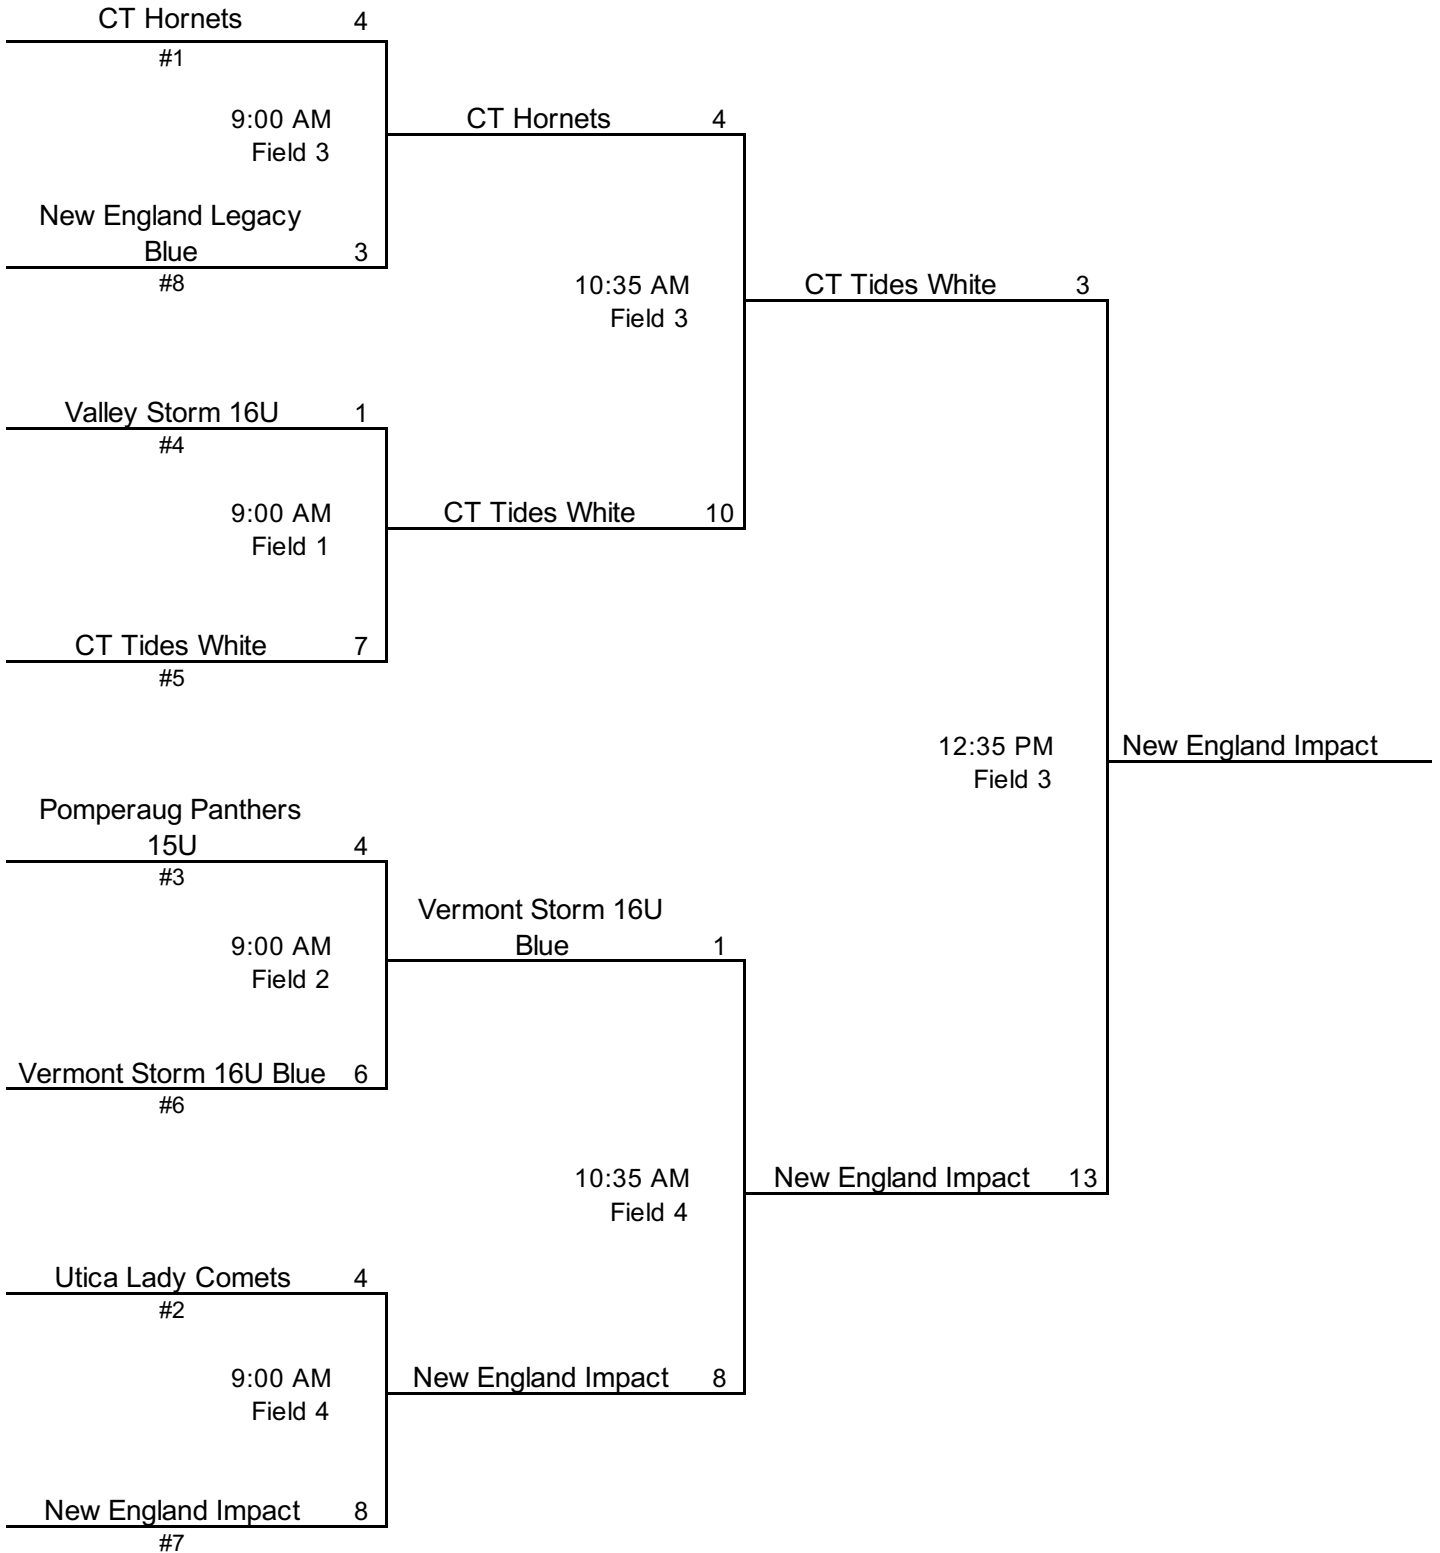 CT Hornets 4
#1
9:00 AM
Field 3
CT Hornets 4
New England Legacy
Blue 3
#8
10:35 AM
Field 3
CT Tides White 3
Valley Storm 16U 1
#4
9:00 AM
Field 1
CT Tides White 10
CT Tides White 7
#5
12:35 PM
Field 3
New England Impact
Pomperaug Panthers
15U 4
#3
Vermont Storm 16U
Blue 1
9:00 AM
Field 2
Vermont Storm 16U Blue 6
#6
10:35 AM
Field 4
New England Impact 13
Utica Lady Comets 4
#2
9:00 AM
Field 4
New England Impact 8
New England Impact 8
#7